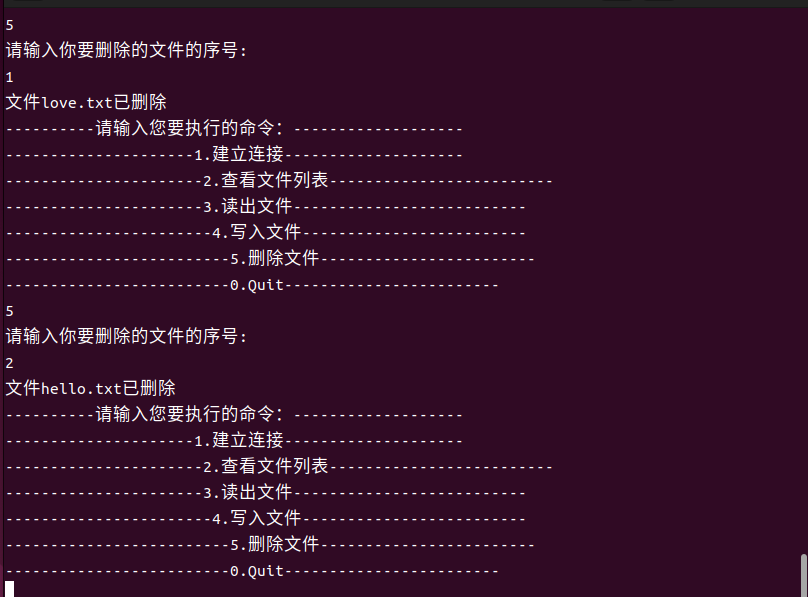 5
请输入你要删除的文件的序号:
1
文件love.txt已删除
----------请输入您要执行的命令: -------------------
---------------------1.建立连接--------------------
----------------------2.查看文件列表-------------------------
----------------------3.读出文件--------------------------
-----------------------4.写入文件-------------------------
-------------------------5.删除文件------------------------
-------------------------0.Quit------------------------
5
请输入你要删除的文件的序号:
2
文件hello.txt已删除
----------请输入您要执行的命令: -------------------
---------------------1.建立连接--------------------
----------------------2.查看文件列表-------------------------
----------------------3.读出文件--------------------------
-----------------------4.写入文件-------------------------
-------------------------5.删除文件------------------------
-------------------------0.Quit------------------------